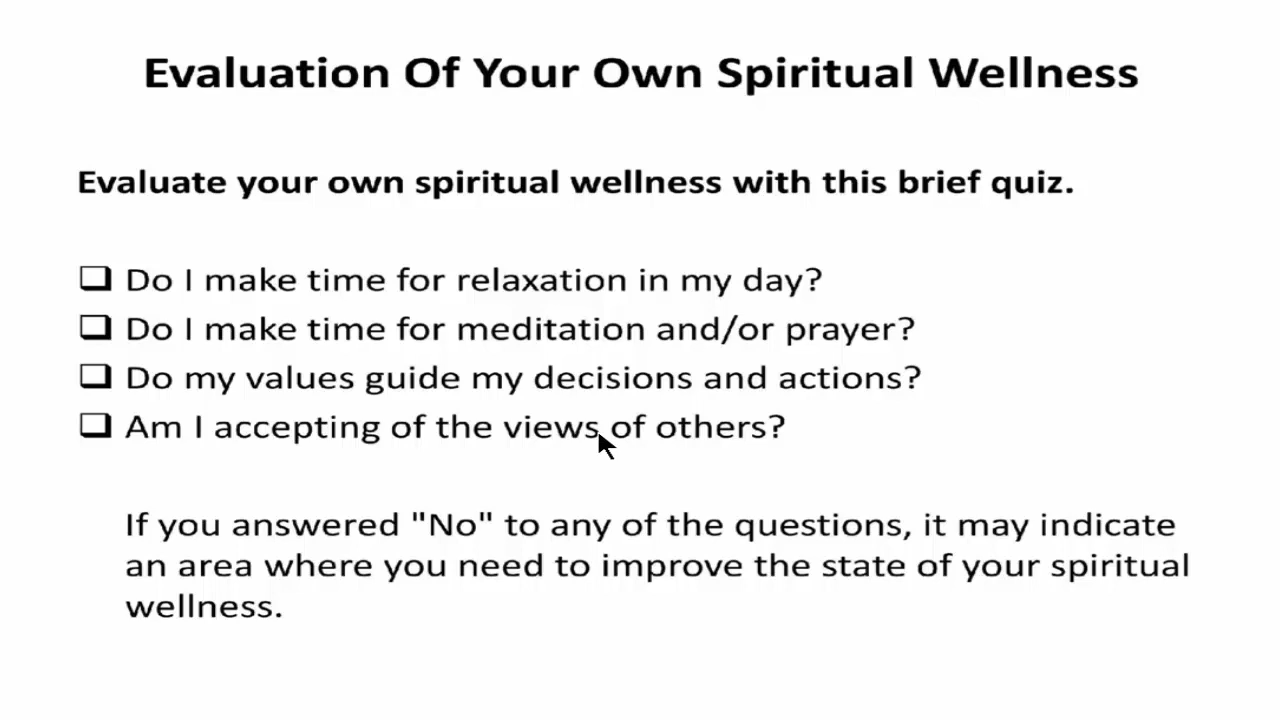 Evaluation Of Your Own Spiritual Wellness
Evaluate your own spiritual wellness with this brief quiz.
❑ Do I make time for relaxation in my day?
❑ Do I make time for meditation and/or prayer?
❑ Do my values guide my decisions and actions?
❑ Am I accepting of the views of others?
If you answered "No" to any of the questions, it may indicate
an area where you need to improve the state of your spiritual
wellness.